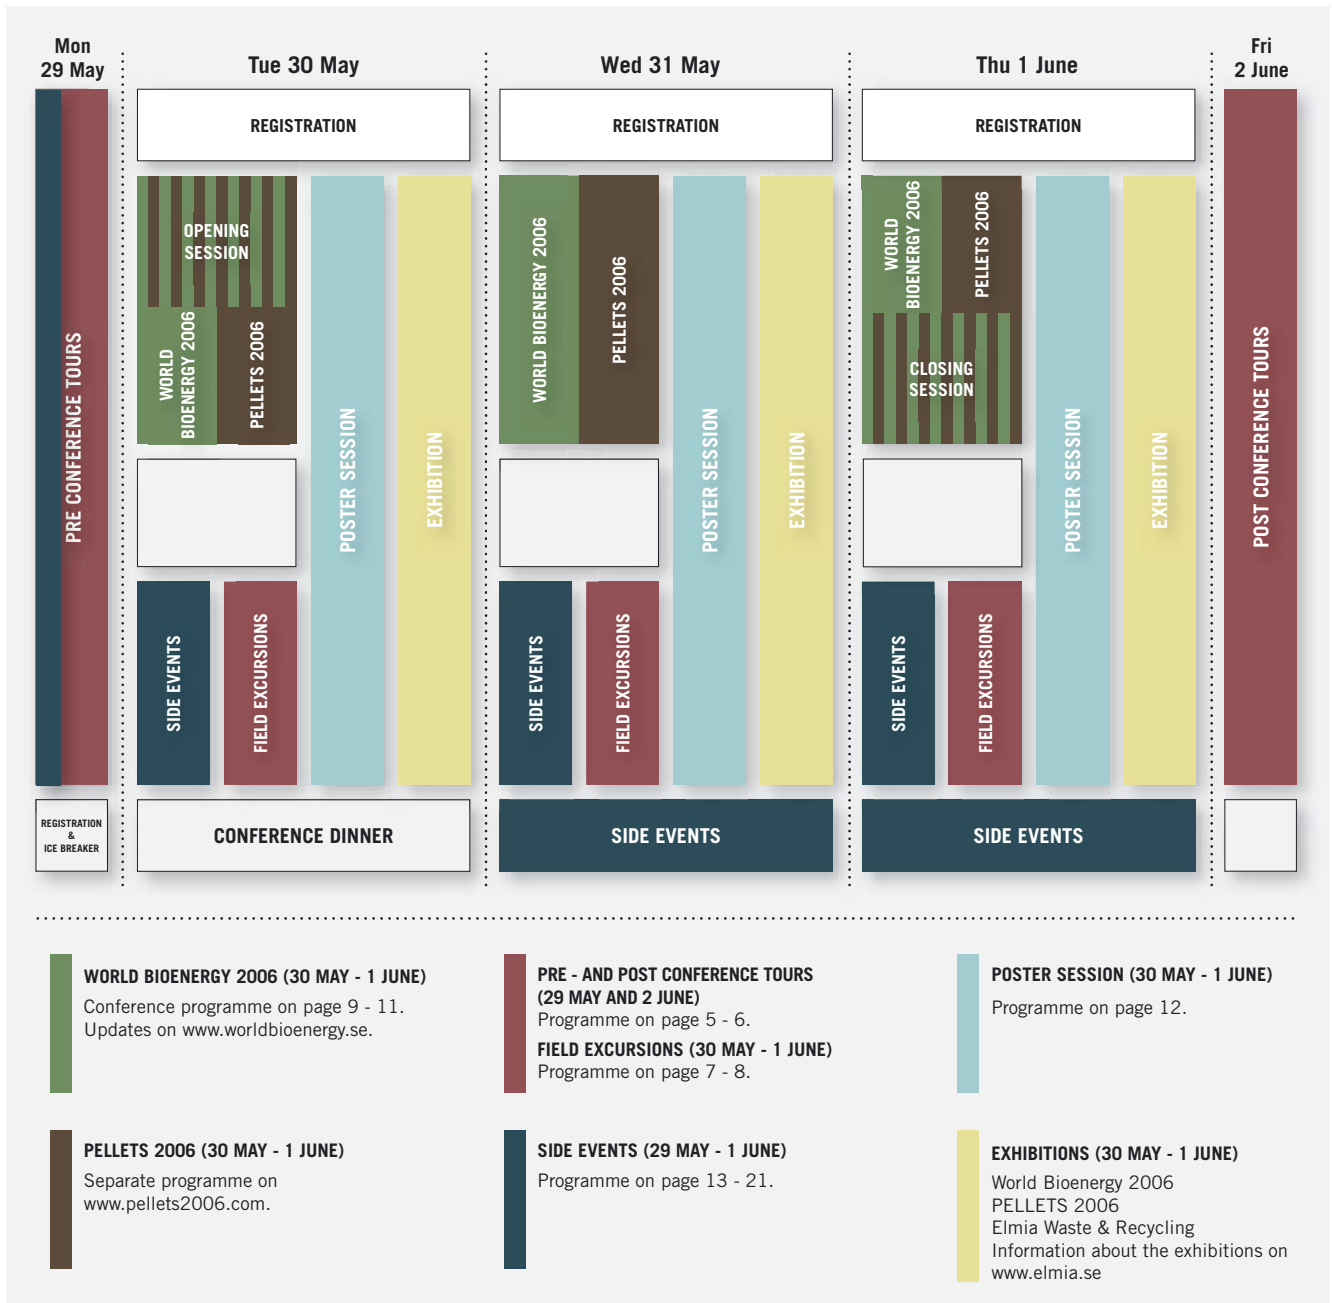 Mon
29 May
Tue 30 May
Wed 31 May
Thu 1 June
Fri
2 June
PRE CONFERENCE TOURS
REGISTRATION
&
ICE BREAKER
REGISTRATION
OPENING
SESSION
WORLD
BIOENERGY 2006
PELLETS 2006
POSTER SESSION
EXHIBITION
SIDE EVENTS
FIELD EXCURSIONS
CONFERENCE DINNER
REGISTRATION
WORLD BIOENERGY 2006
PELLETS 2006
POSTER SESSION
EXHIBITION
SIDE EVENTS
FIELD EXCURSIONS
SIDE EVENTS
REGISTRATION
WORLD
BIOENERGY 2006
PELLETS 2006
CLOSING
SESSION
POSTER SESSION
EXHIBITION
SIDE EVENTS
FIELD EXCURSIONS
SIDE EVENTS
POST CONFERENCE TOURS
WORLD BIOENERGY 2006 (30 MAY - 1 JUNE)
Conference programme on page 9 - 11.
Updates on www.worldbioenergy.se.
PRE - AND POST CONFERENCE TOURS
(29 MAY AND 2 JUNE)
Programme on page 5 - 6.
FIELD EXCURSIONS (30 MAY - 1 JUNE)
Programme on page 7 - 8.
POSTER SESSION (30 MAY - 1 JUNE)
Programme on page 12.
PELLETS 2006 (30 MAY - 1 JUNE)
Separate programme on
www.pellets2006.com.
SIDE EVENTS (29 MAY - 1 JUNE)
Programme on page 13 - 21.
EXHIBITIONS (30 MAY - 1 JUNE)
World Bioenergy 2006
PELLETS 2006
Elmia Waste & Recycling
Information about the exhibitions on
www.elmia.se